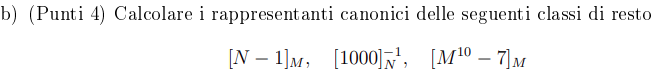 b) (Punti 4) Calcolare i rappresentanti canonici delle seguenti classi di resto
[N − 1]_M, [1000]_N^{−1}, [M^{10} − 7]_M